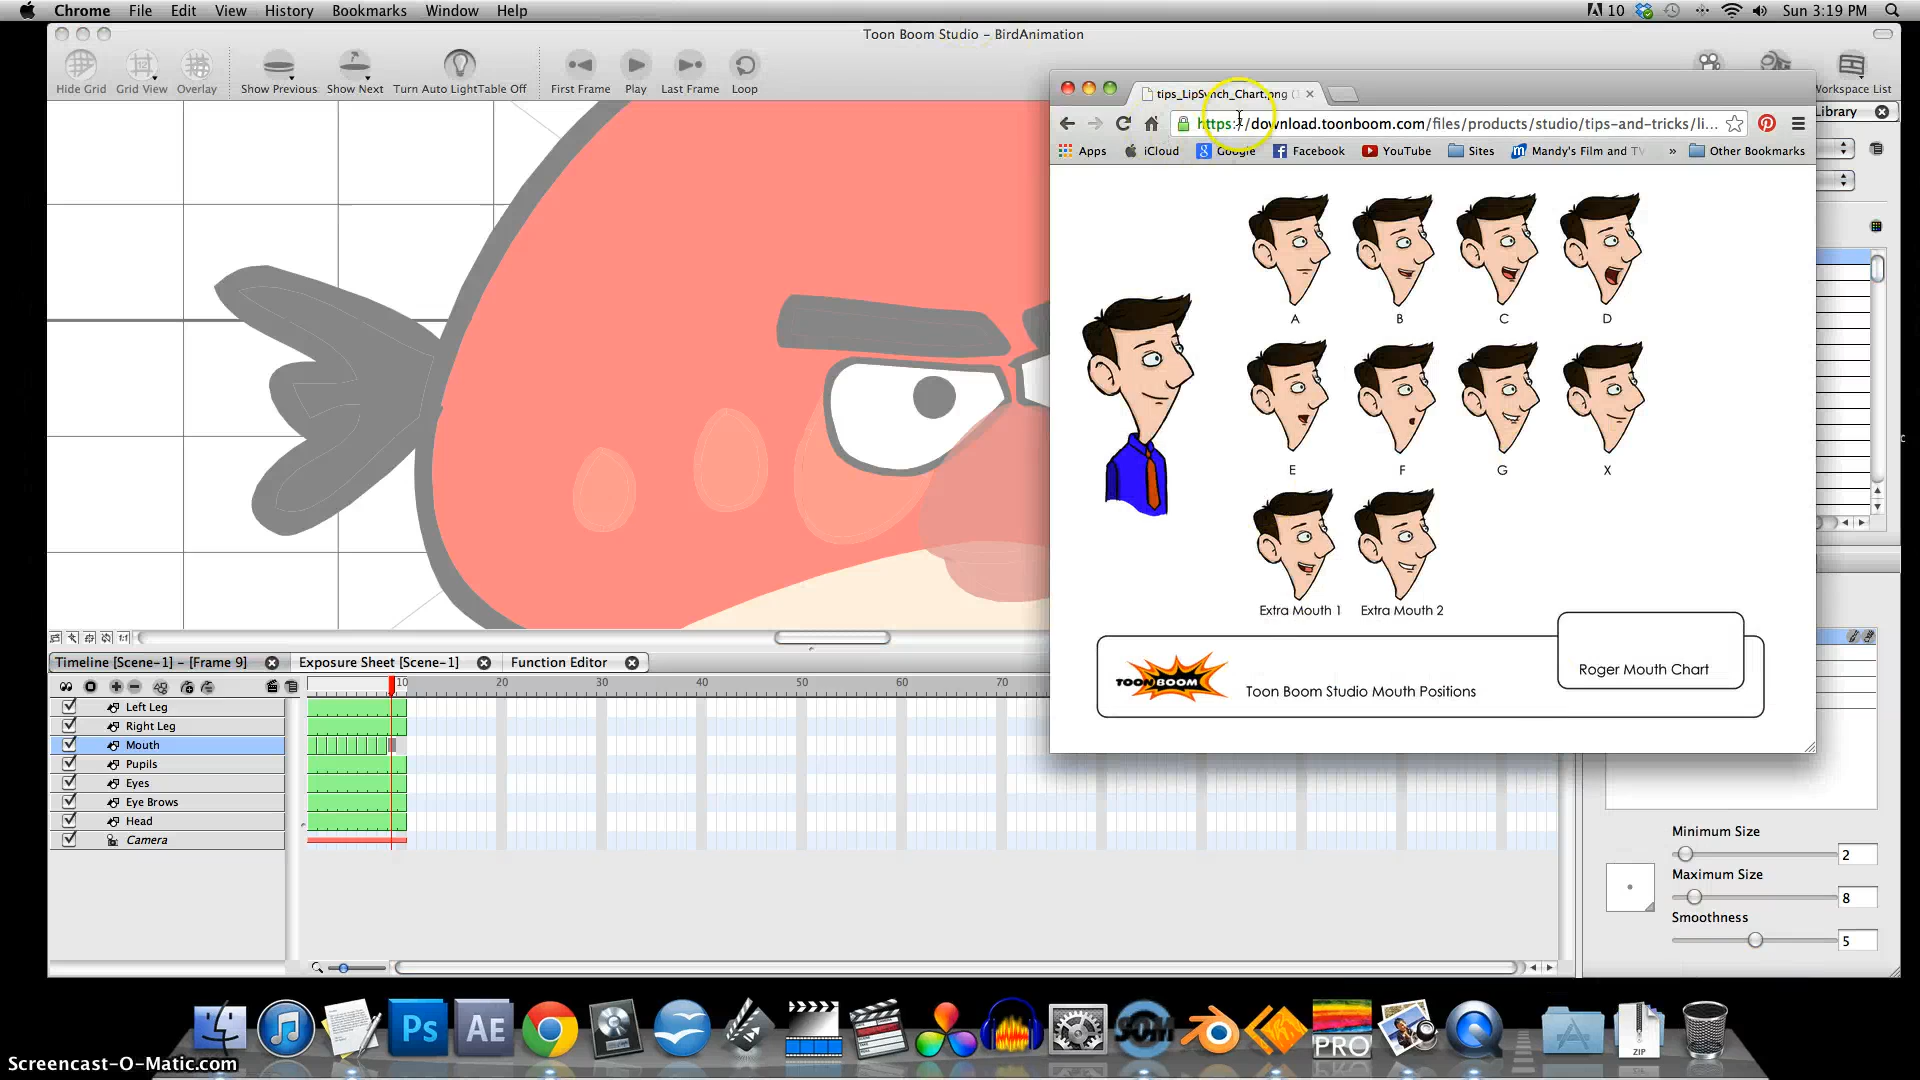 Chrome File Edit View History Bookmarks Window Help
10 Sun 3:19 PM
Toon Boom Studio - BirdAnimation
Hide Grid Grid View Overlay Show Previous Show Next Turn Auto LightTable Off First Frame Play Last Frame Loop
Workspace List
tips_LipSynch_Chart.png
Library
https://download.toonboom.com/files/products/studio/tips-and-tricks/li...
Apps iCloud Google Facebook YouTube Sites Mandy's Film and TV » Other Bookmarks
A B C D
E F G X
Extra Mouth 1 Extra Mouth 2
Roger Mouth Chart
TOON BOOM
Toon Boom Studio Mouth Positions
Timeline [Scene-1] - [Frame 9] Exposure Sheet [Scene-1] Function Editor
10 20 30 40 50 60 70
Left Leg
Right Leg
Mouth
Pupils
Eyes
Eye Brows
Head
Camera
Minimum Size
2
Maximum Size
8
Smoothness
5
Ps AE SOM PRO ZIP
Screencast-O-Matic.com